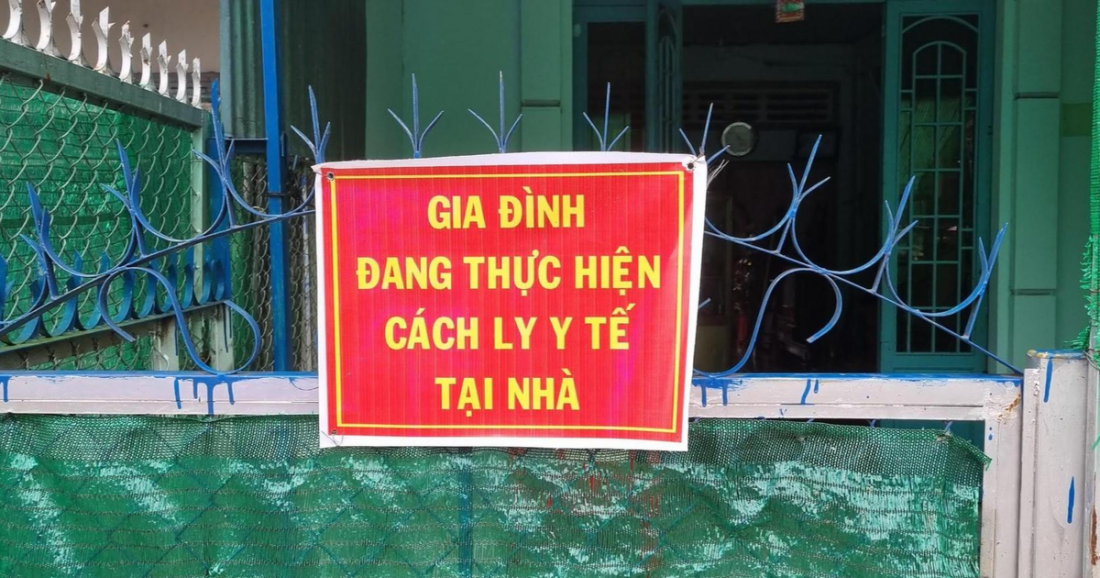 GIA ĐÌNH
ĐANG THỰC HIỆN
CÁCH LY Y TẾ
TẠI NHÀ